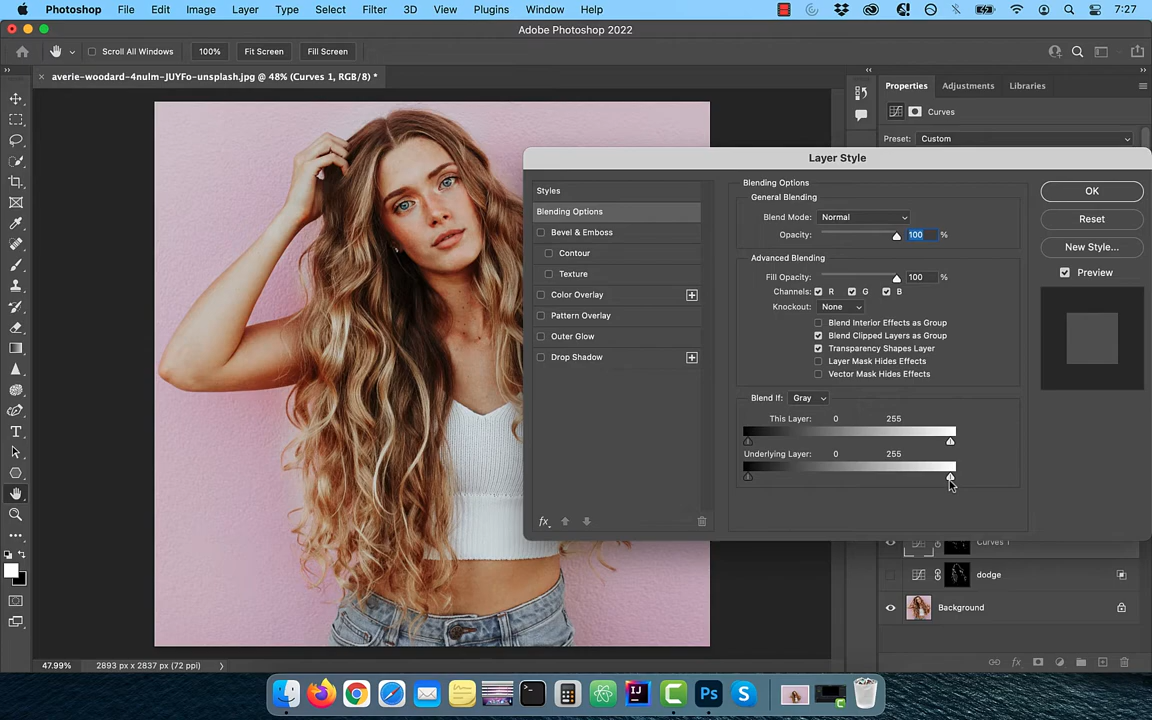 Photoshop File Edit Image Layer Type Select Filter 3D View Plugins Window Help 7:27
Adobe Photoshop 2022
Scroll All Windows 100% Fit Screen Fill Screen
averie-woodard-4nulm-JUYFo-unsplash.jpg @ 48% (Curves 1, RGB/8) *
Properties Adjustments Libraries
Curves
Preset: Custom
Layer Style
Styles
Blending Options
Bevel & Emboss
Contour
Texture
Color Overlay
Pattern Overlay
Outer Glow
Drop Shadow
fx
Blending Options
General Blending
Blend Mode: Normal
Opacity: 100 %
Advanced Blending
Fill Opacity: 100 %
Channels: R G B
Knockout: None
Blend Interior Effects as Group
Blend Clipped Layers as Group
Transparency Shapes Layer
Layer Mask Hides Effects
Vector Mask Hides Effects
Blend If: Gray
This Layer: 0 255
Underlying Layer: 0 255
OK
Reset
New Style...
Preview
Curves 1
dodge
Background
fx
47.99% 2893 px x 2837 px (72 ppi)
Ps